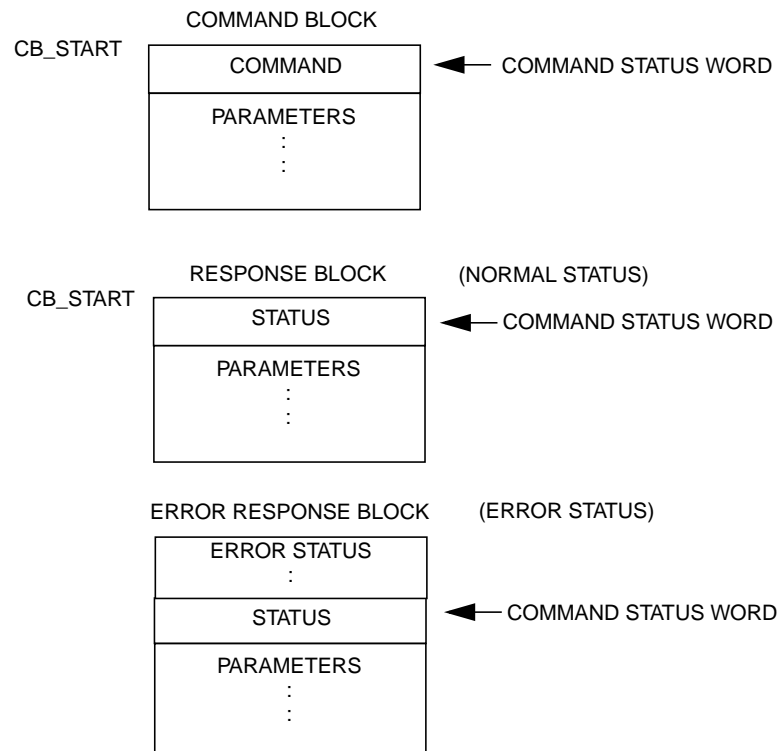 COMMAND BLOCK
CB_START
COMMAND
COMMAND STATUS WORD
PARAMETERS
:
:
RESPONSE BLOCK (NORMAL STATUS)
CB_START
STATUS
COMMAND STATUS WORD
PARAMETERS
:
:
ERROR RESPONSE BLOCK (ERROR STATUS)
ERROR STATUS
:
STATUS
COMMAND STATUS WORD
PARAMETERS
:
: